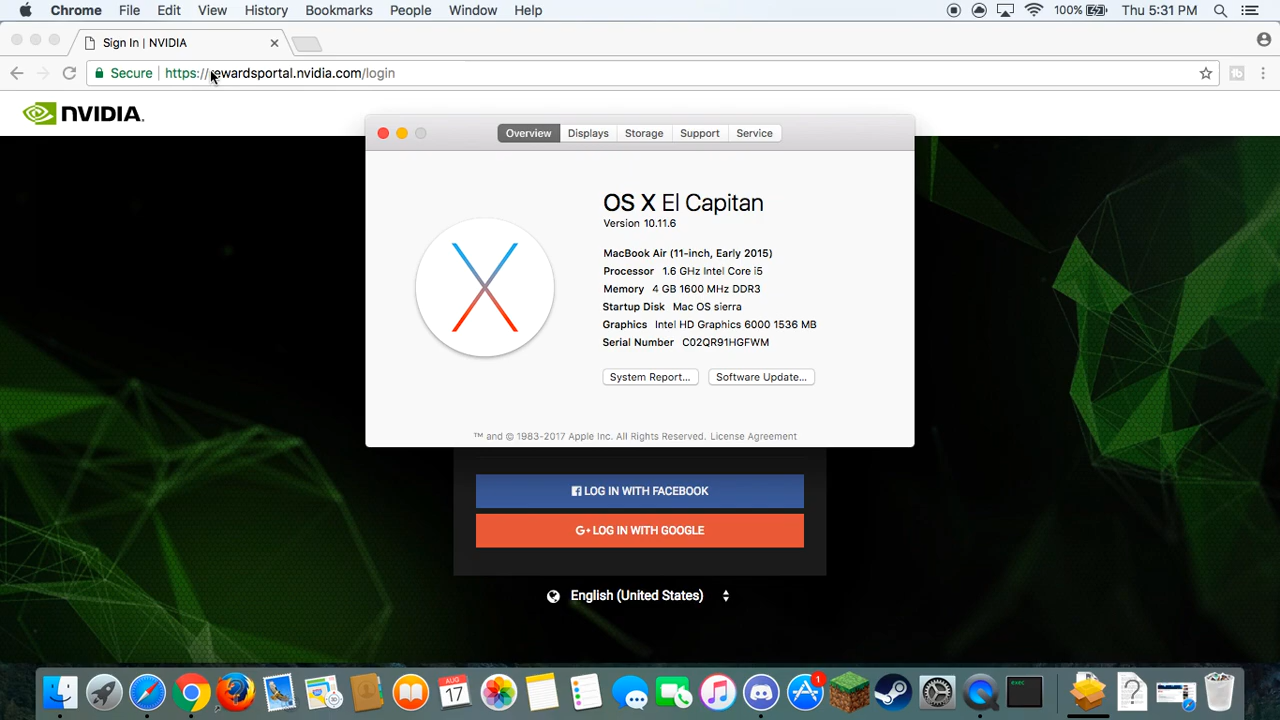 Chrome File Edit View History Bookmarks People Window Help 100% Thu 5:31 PM
Sign In | NVIDIA
Secure https://rewardsportal.nvidia.com/login
NVIDIA.
Overview Displays Storage Support Service
OS X El Capitan
Version 10.11.6
MacBook Air (11-inch, Early 2015)
Processor 1.6 GHz Intel Core i5
Memory 4 GB 1600 MHz DDR3
Startup Disk Mac OS sierra
Graphics Intel HD Graphics 6000 1536 MB
Serial Number C02QR91HGFWM
System Report... Software Update...
™ and © 1983-2017 Apple Inc. All Rights Reserved. License Agreement
LOG IN WITH FACEBOOK
G+ LOG IN WITH GOOGLE
English (United States)
AUG
17
1
exec